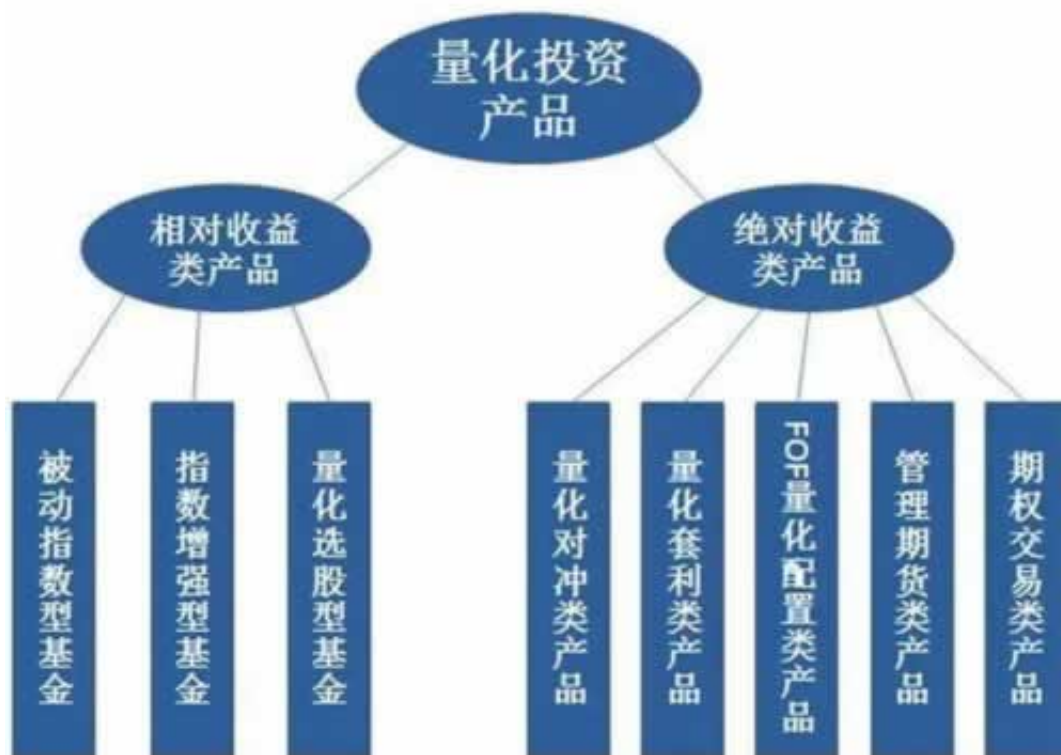 量化投资
产品
相对收益
类产品
绝对收益
类产品
被动指数型基金
指数增强型基金
量化选股型基金
量化对冲类产品
量化套利类产品
FOF量化配置类产品
管理期货类产品
期权交易类产品